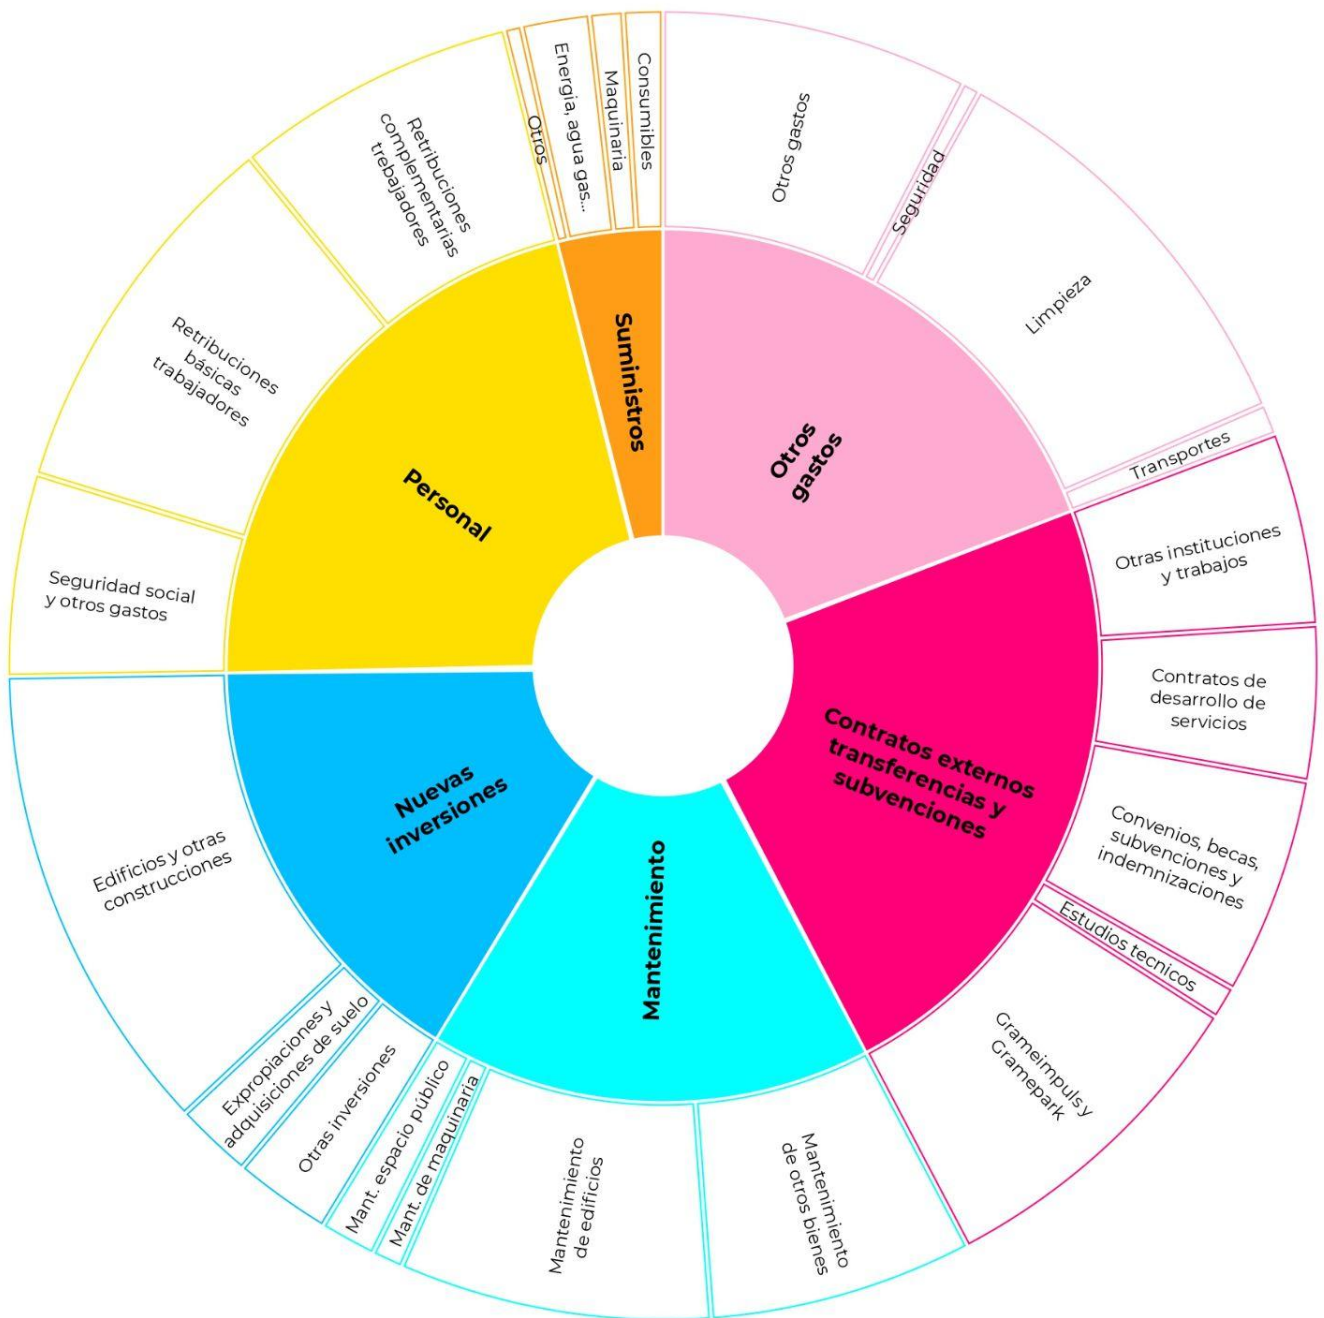 Otros
gastos
Otros gastos
Seguridad
Limpieza
Transportes
Contratos externos
transferencias y
subvenciones
Otras instituciones
y trabajos
Contratos de
desarrollo de
servicios
Convenios, becas,
subvenciones y
indemnizaciones
Estudios tecnicos
Grameimpuls y
Gramepark
Mantenimiento
Mantenimiento
de otros bienes
Mantenimiento
de edificios
Mant. de maquinaria
Mant. espacio público
Nuevas
inversiones
Otras inversiones
Expropiaciones y
adquisiciones de suelo
Edificios y otras
construcciones
Personal
Seguridad social
y otros gastos
Retribuciones
básicas
trabajadores
Retribuciones
complementarias
trebajadores
Suministros
Otros
Energia, agua gas...
Maquinaria
Consumibles